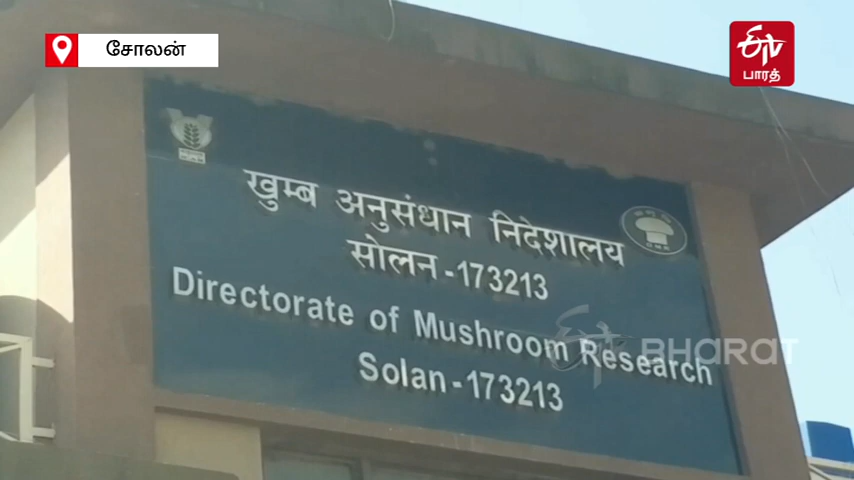 சோலன்
பாரத்
खुम्ब अनुसंधान निदेशालय
सोलन - 173213
Directorate of Mushroom Research
Solan - 173213
BHARAT